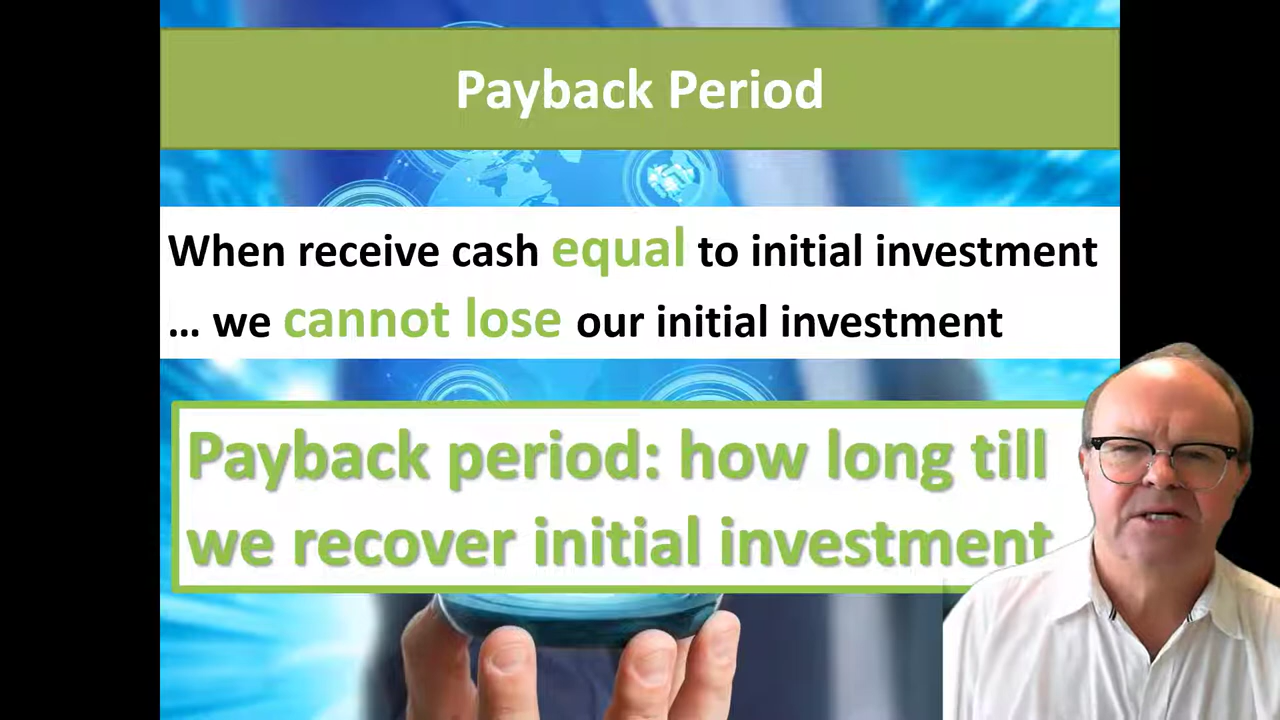 Payback Period
When receive cash equal to initial investment
... we cannot lose our initial investment
Payback period: how long till
we recover initial investment